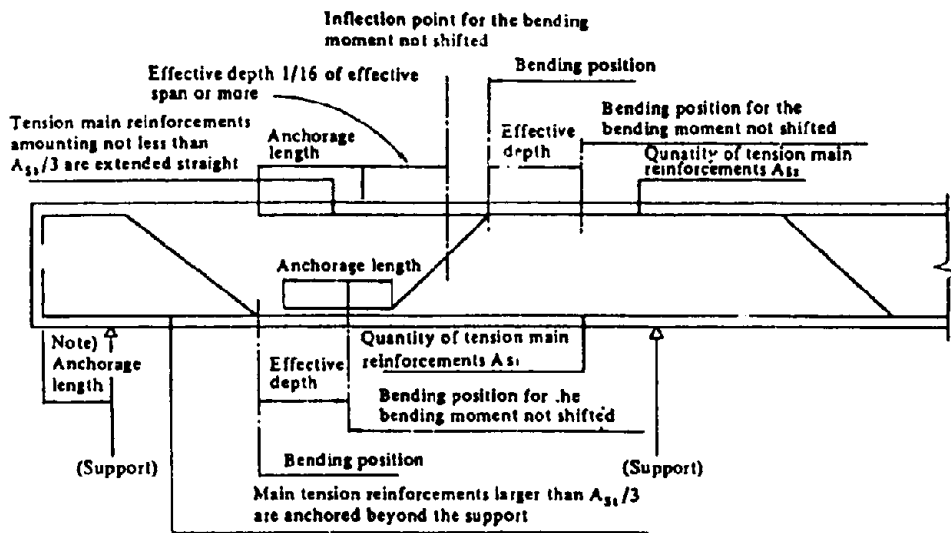 Inflection point for the bending
moment not shifted
Bending position
Effective depth 1/16 of effective
span or more
Bending position for the
bending moment not shifted
Tension main reinforcements
amounting not less than
As₂/3 are extended straight
Anchorage
length
Effective
depth
Qunatity of tension main
reinforcements As₂
Anchorage length
Note)
Anchorage
length
Effective
depth
Quantity of tension main
reinforcements As₁
Bending position for .he
bending moment not shifted
(Support)
Bending position
(Support)
Main tension reinforcements larger than As₁/3
are anchored beyond the support